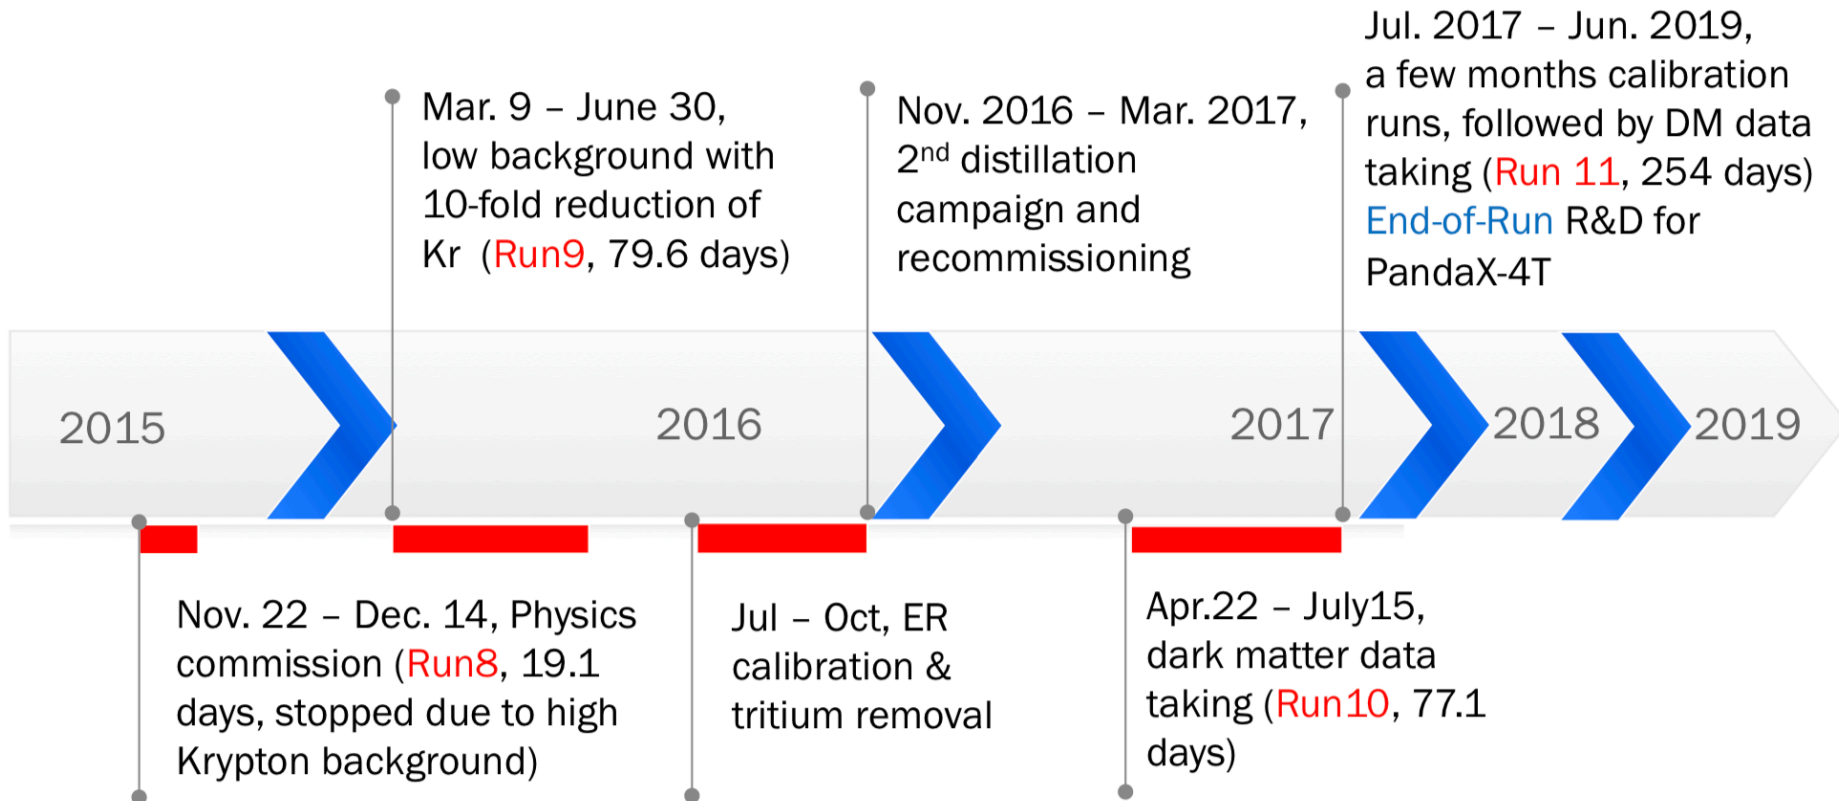 Mar. 9 – June 30,
low background with
10-fold reduction of
Kr (Run9, 79.6 days)
Nov. 2016 – Mar. 2017,
2nd distillation
campaign and
recommissioning
Jul. 2017 – Jun. 2019,
a few months calibration
runs, followed by DM data
taking (Run 11, 254 days)
End-of-Run R&D for
PandaX-4T
2015
2016
2017
2018
2019
Nov. 22 – Dec. 14, Physics
commission (Run8, 19.1
days, stopped due to high
Krypton background)
Jul – Oct, ER
calibration &
tritium removal
Apr.22 – July15,
dark matter data
taking (Run10, 77.1
days)